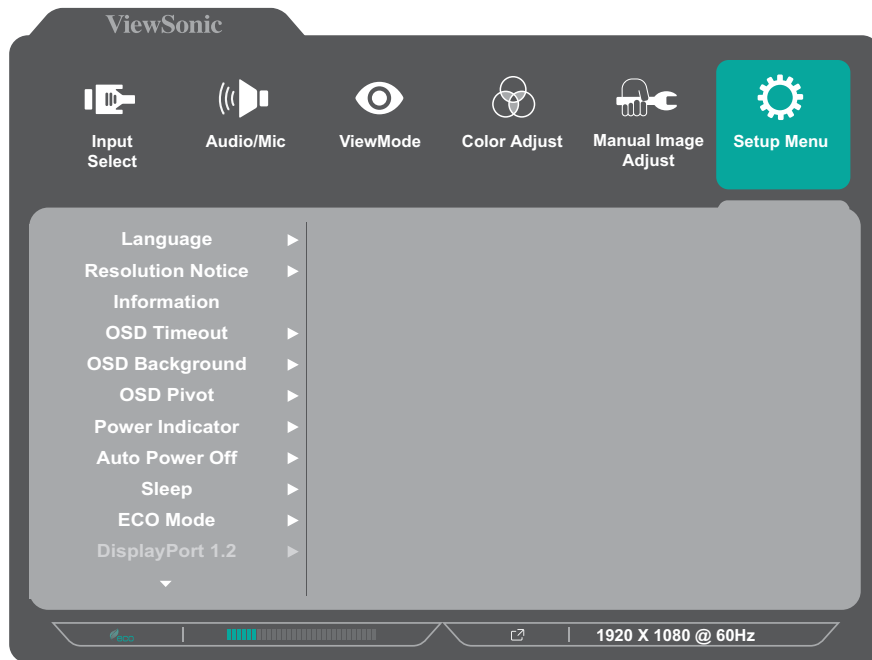 ViewSonic
Input
Select
Audio/Mic
ViewMode
Color Adjust
Manual Image
Adjust
Setup Menu
Language
Resolution Notice
Information
OSD Timeout
OSD Background
OSD Pivot
Power Indicator
Auto Power Off
Sleep
ECO Mode
DisplayPort 1.2
eco
1920 X 1080 @ 60Hz